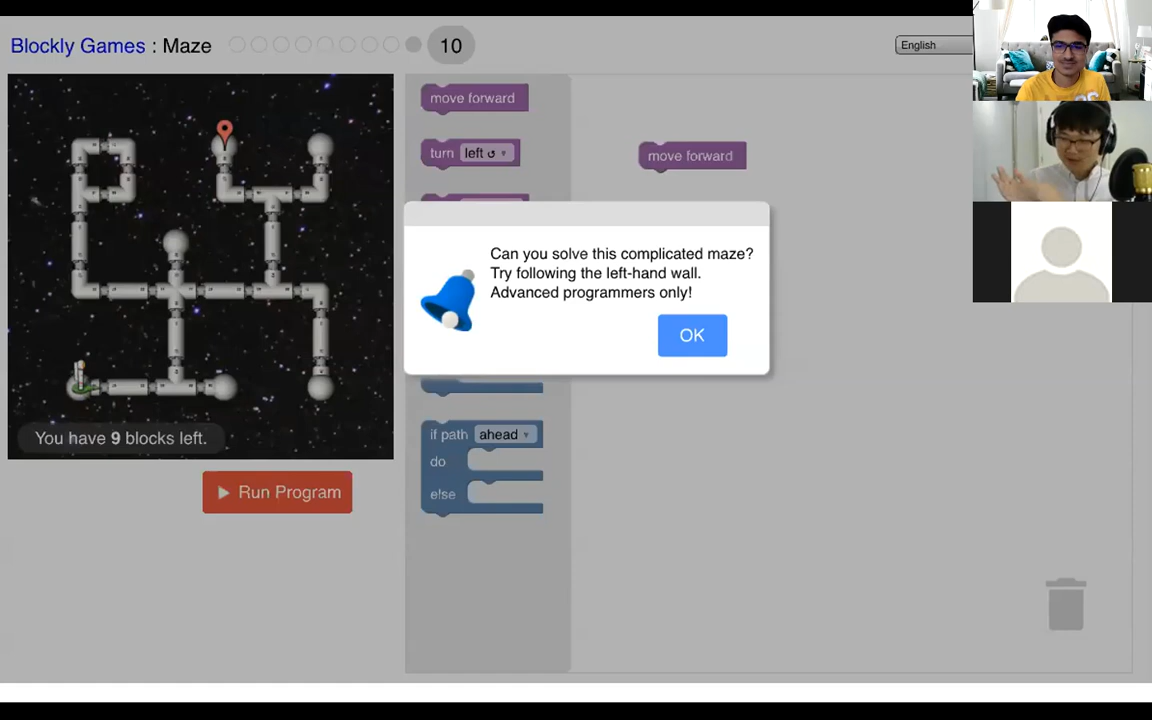 Blockly Games : Maze
10
English
move forward
turn left ↺
move forward
Can you solve this complicated maze?
Try following the left-hand wall.
Advanced programmers only!
OK
if path ahead
do
else
You have 9 blocks left.
Run Program